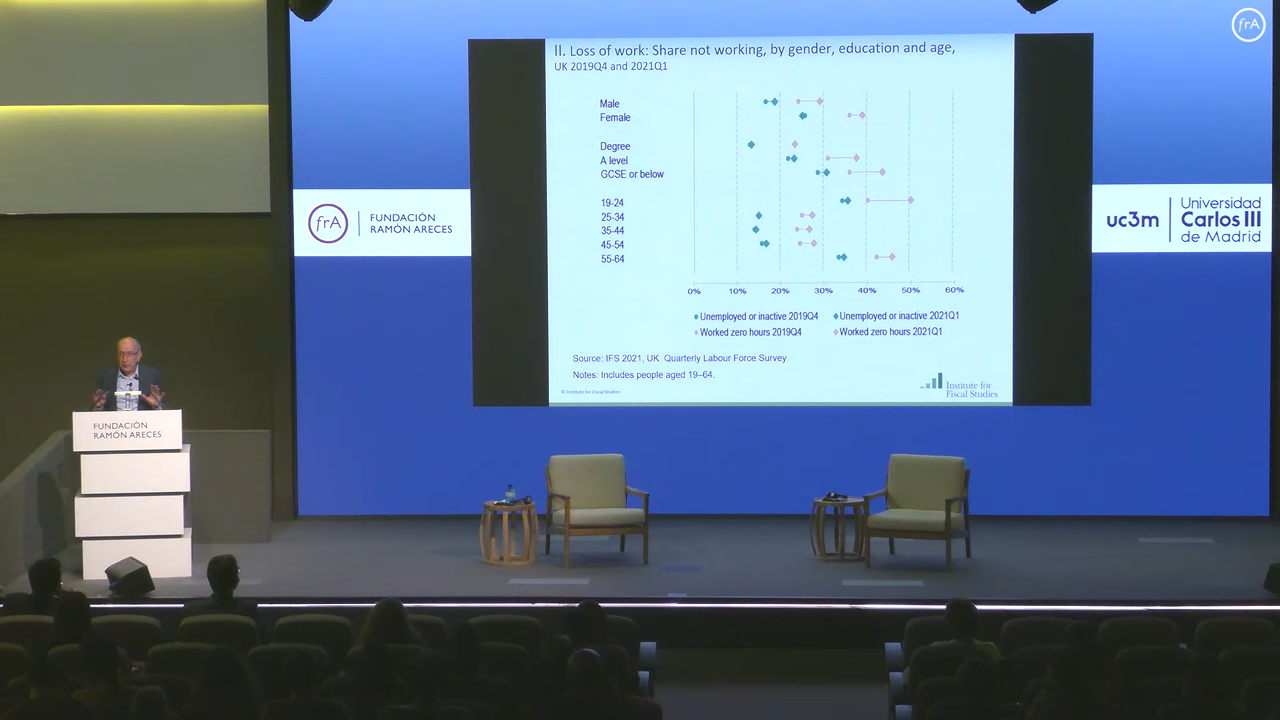 frA
II. Loss of work: Share not working, by gender, education and age,
UK 2019Q4 and 2021Q1
Male
Female
Degree
A level
GCSE or below
19-24
25-34
35-44
45-54
55-64
0% 10% 20% 30% 40% 50% 60%
Unemployed or inactive 2019Q4 Unemployed or inactive 2021Q1
Worked zero hours 2019Q4 Worked zero hours 2021Q1
Source: IFS 2021, UK Quarterly Labour Force Survey
Notes: Includes people aged 19–64.
© Institute for Fiscal Studies
Institute for
Fiscal Studies
frA
FUNDACIÓN
RAMÓN ARECES
uc3m
Universidad
Carlos III
de Madrid
FUNDACIÓN
RAMÓN ARECES